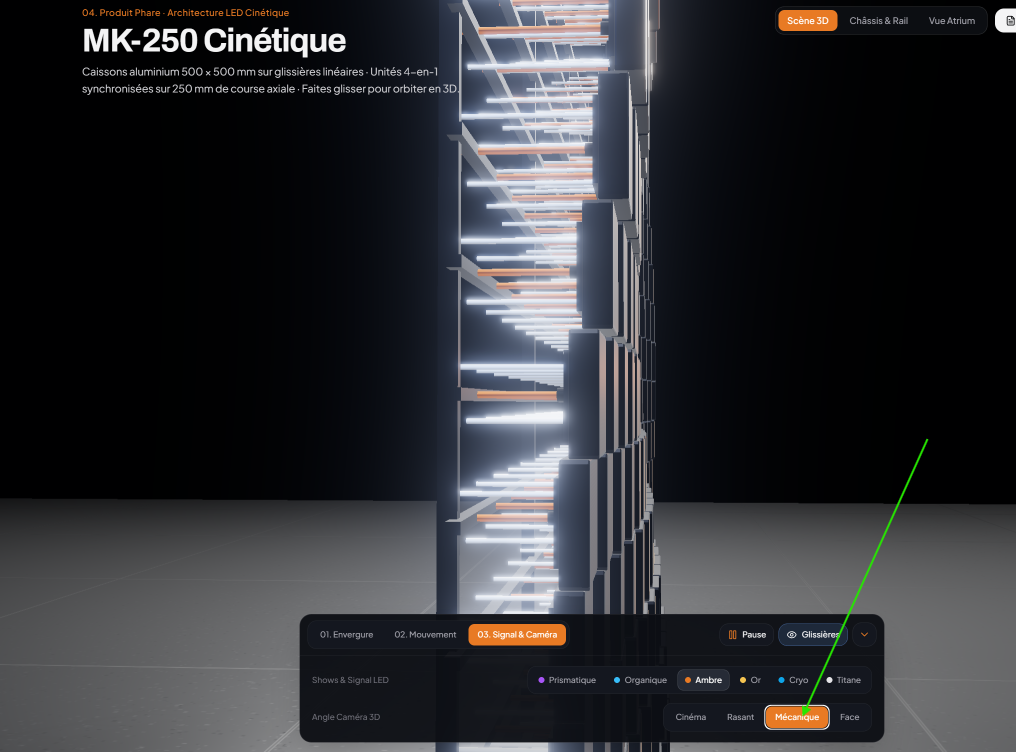 04. Produit Phare · Architecture LED Cinétique
MK-250 Cinétique
Caissons aluminium 500 × 500 mm sur glissières linéaires · Unités 4-en-1
synchronisées sur 250 mm de course axiale · Faites glisser pour orbiter en 3D.
Scène 3D
Châssis & Rail
Vue Atrium
01. Envergure
02. Mouvement
03. Signal & Caméra
Pause
Glissières
Shows & Signal LED
Prismatique
Organique
Ambre
Or
Cryo
Titane
Angle Caméra 3D
Cinéma
Rasant
Mécanique
Face